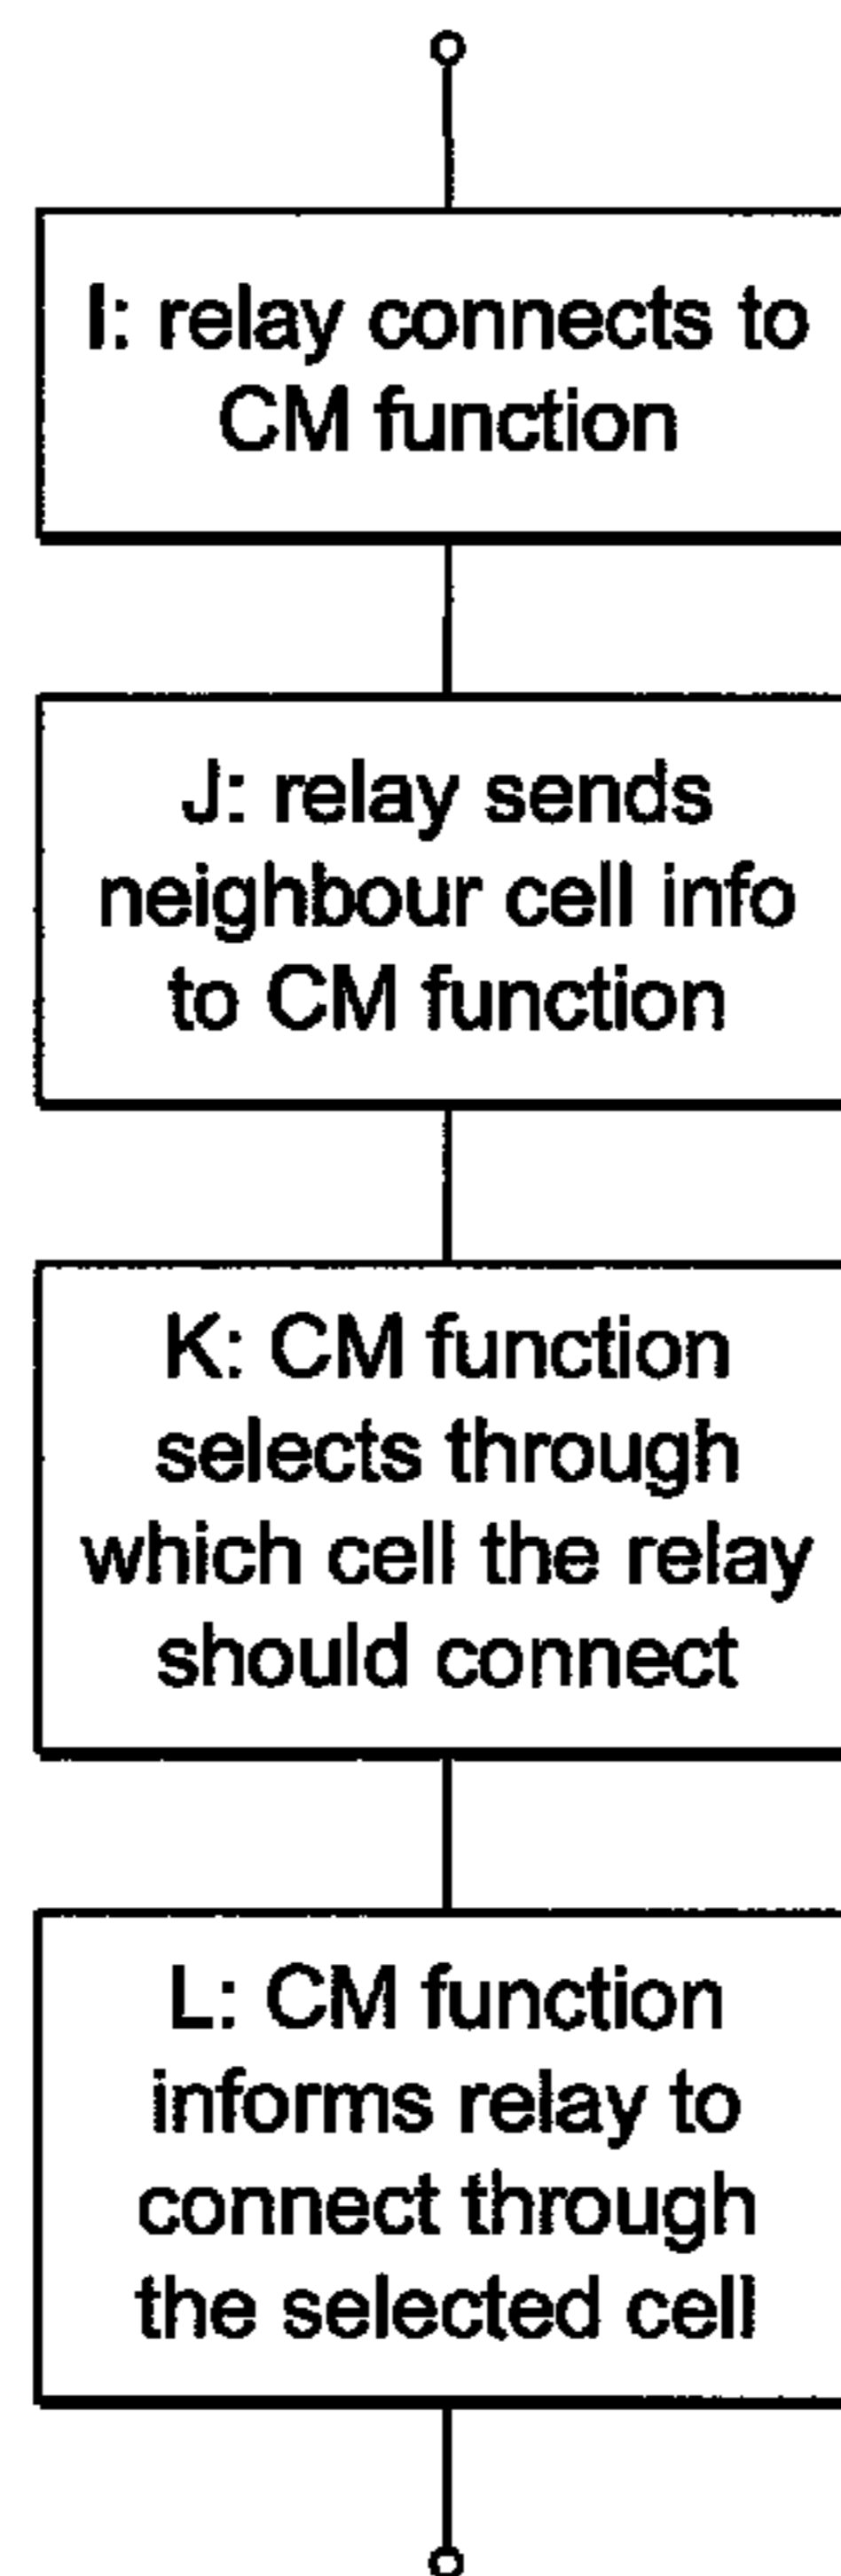 I: relay connects to
CM function
J: relay sends
neighbour cell info
to CM function
K: CM function
selects through
which cell the relay
should connect
L: CM function
informs relay to
connect through
the selected cell